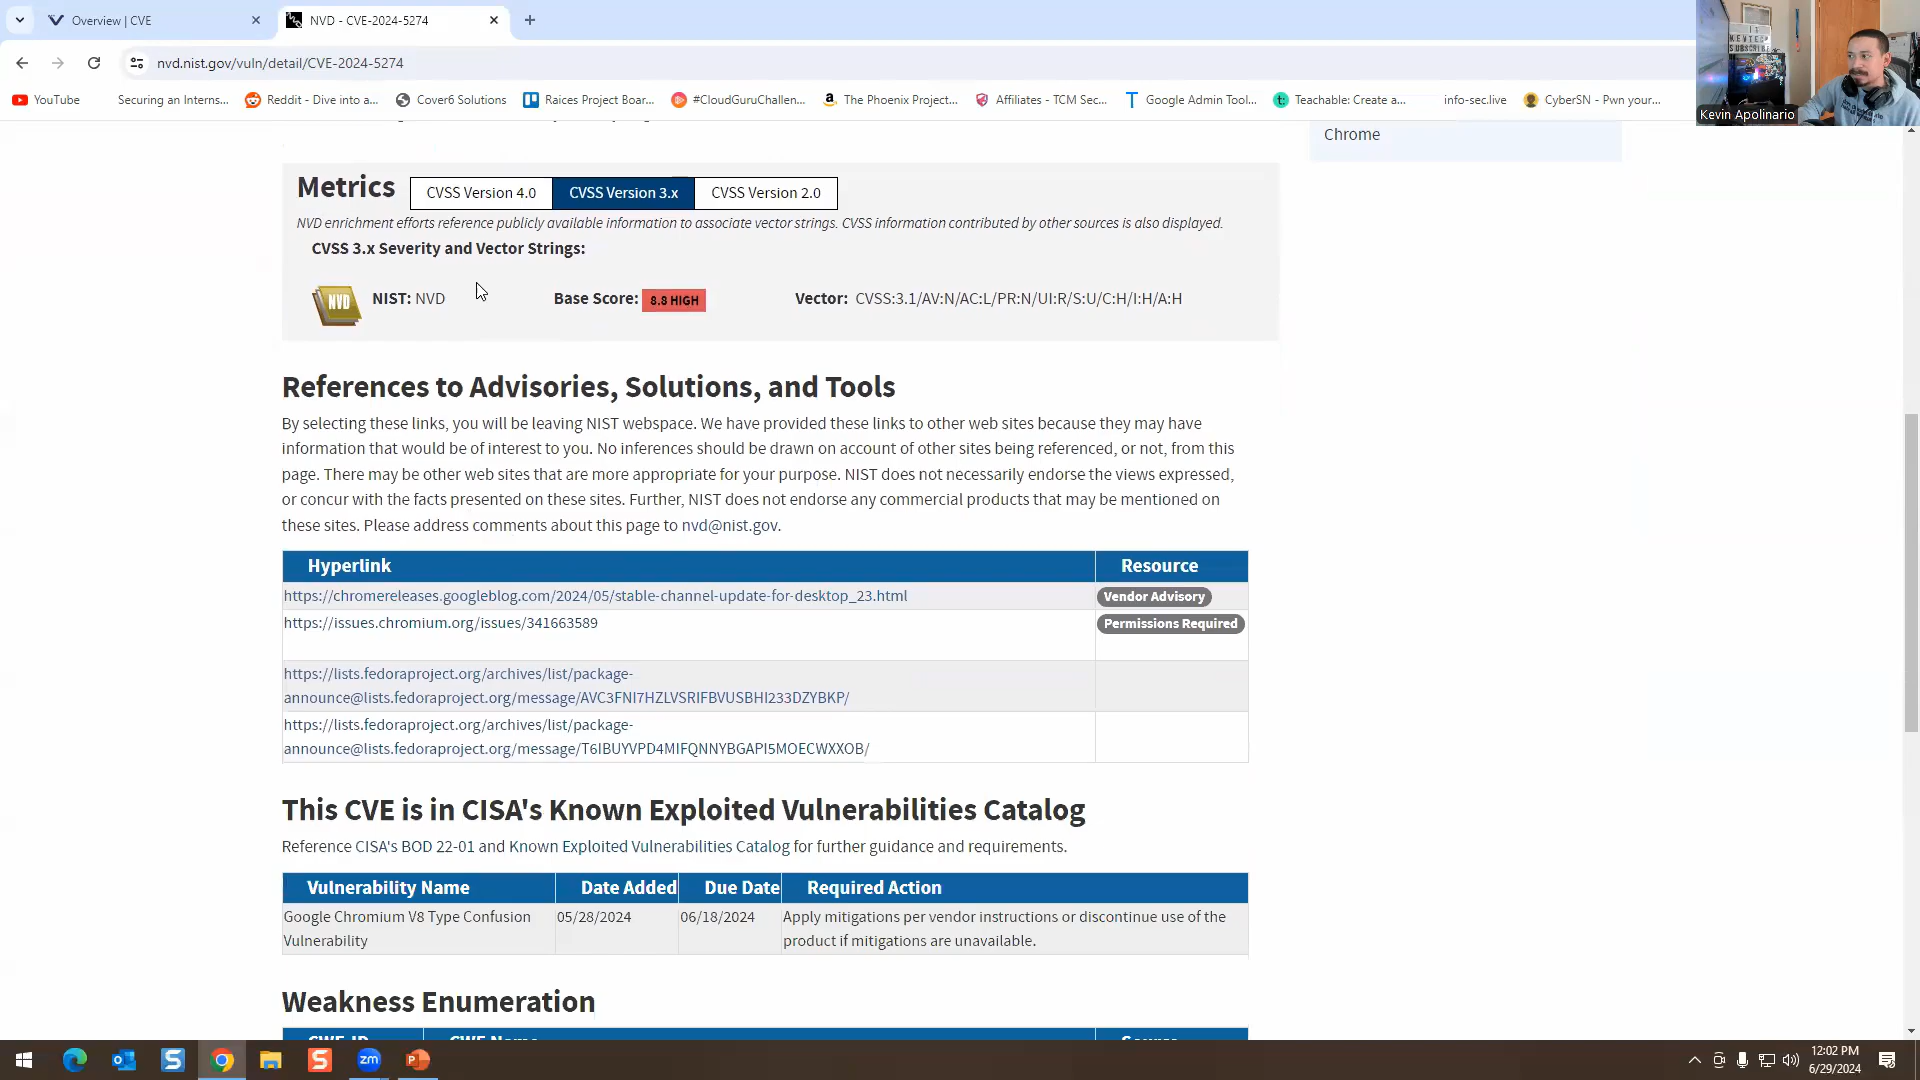 Overview | CVE
NVD - CVE-2024-5274
nvd.nist.gov/vuln/detail/CVE-2024-5274
YouTube
Securing an Interns...
Reddit - Dive into a...
Cover6 Solutions
Raices Project Boar...
#CloudGuruChallen...
The Phoenix Project...
Affiliates - TCM Sec...
Google Admin Tool...
Teachable: Create a...
info-sec.live
CyberSN - Pwn your...
Kevin Apolinario
Chrome
Metrics
CVSS Version 4.0
CVSS Version 3.x
CVSS Version 2.0
NVD enrichment efforts reference publicly available information to associate vector strings. CVSS information contributed by other sources is also displayed.
CVSS 3.x Severity and Vector Strings:
NVD
NIST: NVD
Base Score: 8.8 HIGH
Vector: CVSS:3.1/AV:N/AC:L/PR:N/UI:R/S:U/C:H/I:H/A:H
References to Advisories, Solutions, and Tools
By selecting these links, you will be leaving NIST webspace. We have provided these links to other web sites because they may have
information that would be of interest to you. No inferences should be drawn on account of other sites being referenced, or not, from this
page. There may be other web sites that are more appropriate for your purpose. NIST does not necessarily endorse the views expressed,
or concur with the facts presented on these sites. Further, NIST does not endorse any commercial products that may be mentioned on
these sites. Please address comments about this page to nvd@nist.gov.
Hyperlink Resource
https://chromereleases.googleblog.com/2024/05/stable-channel-update-for-desktop_23.html Vendor Advisory
https://issues.chromium.org/issues/341663589 Permissions Required
https://lists.fedoraproject.org/archives/list/package-
announce@lists.fedoraproject.org/message/AVC3FNI7HZLVSRIFBVUSBHI233DZYBKP/
https://lists.fedoraproject.org/archives/list/package-
announce@lists.fedoraproject.org/message/T6IBUYVPD4MIFQNNYBGAPI5MOECWXXOB/
This CVE is in CISA's Known Exploited Vulnerabilities Catalog
Reference CISA's BOD 22-01 and Known Exploited Vulnerabilities Catalog for further guidance and requirements.
Vulnerability Name Date Added Due Date Required Action
Google Chromium V8 Type Confusion 05/28/2024 06/18/2024 Apply mitigations per vendor instructions or discontinue use of the
Vulnerability product if mitigations are unavailable.
Weakness Enumeration
CWE-ID CWE Name Source
12:02 PM
6/29/2024